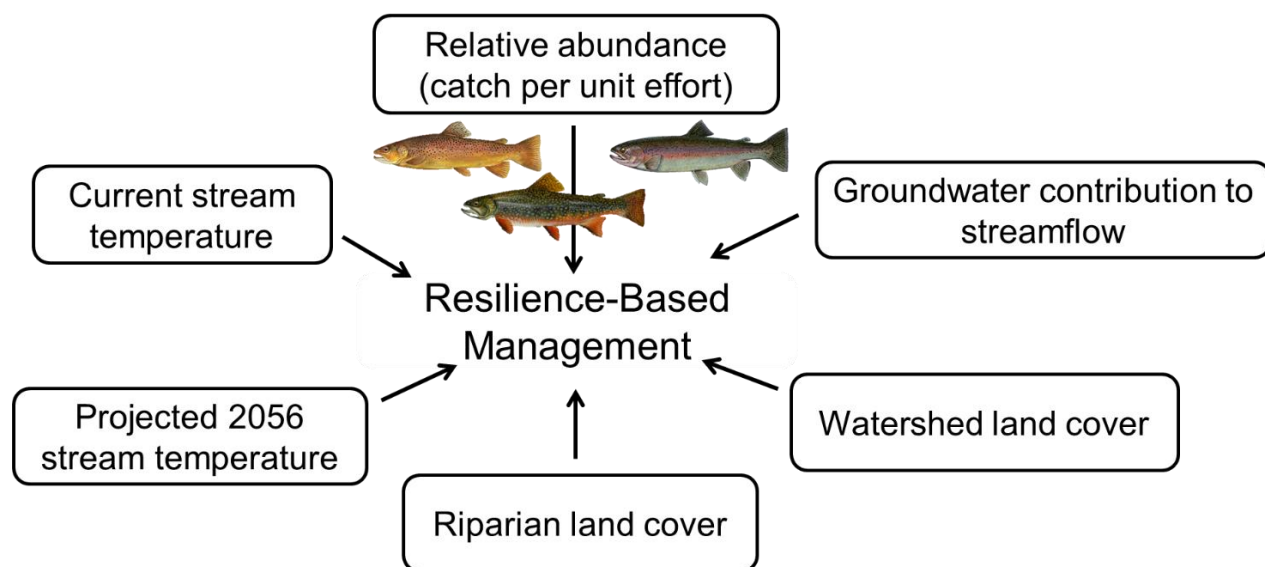 Relative abundance
(catch per unit effort)
Current stream
temperature
Groundwater contribution to
streamflow
Resilience-Based
Management
Projected 2056
stream temperature
Watershed land cover
Riparian land cover